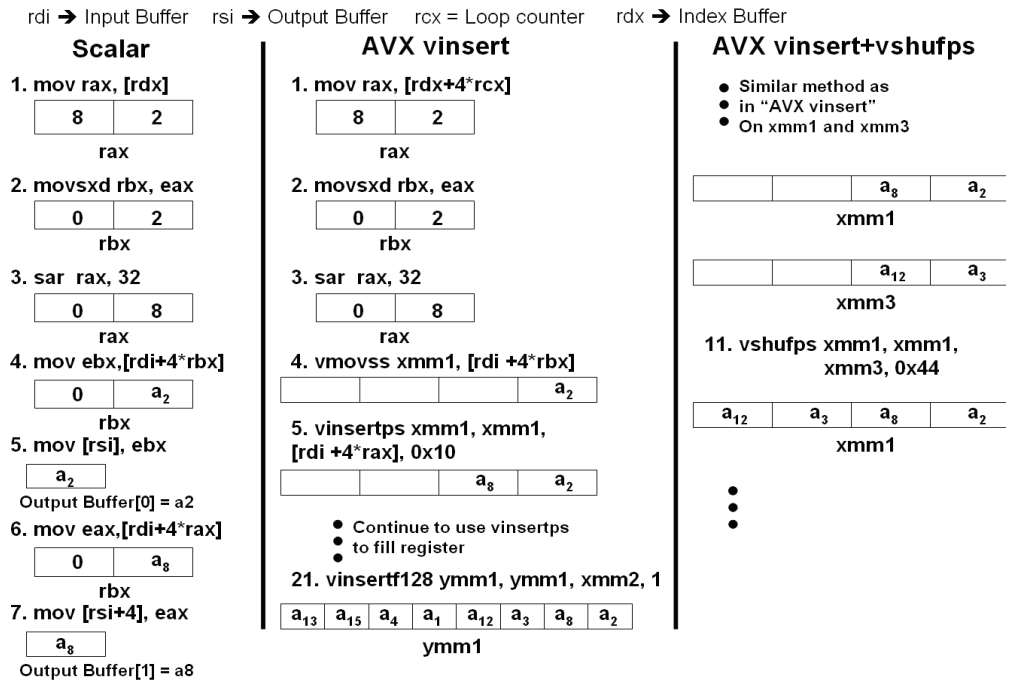 rdi ➔ Input Buffer rsi ➔ Output Buffer rcx = Loop counter rdx ➔ Index Buffer
Scalar
1. mov rax, [rdx]
8 2
rax
2. movsxd rbx, eax
0 2
rbx
3. sar rax, 32
0 8
rax
4. mov ebx,[rdi+4*rbx]
0 a2
rbx
5. mov [rsi], ebx
a2
Output Buffer[0] = a2
6. mov eax,[rdi+4*rax]
0 a8
rbx
7. mov [rsi+4], eax
a8
Output Buffer[1] = a8
AVX vinsert
1. mov rax, [rdx+4*rcx]
8 2
rax
2. movsxd rbx, eax
0 2
rbx
3. sar rax, 32
0 8
rax
4. vmovss xmm1, [rdi +4*rbx]
a2
5. vinsertps xmm1, xmm1,
[rdi +4*rax], 0x10
a8 a2
• Continue to use vinsertps
• to fill register
•
21. vinsertf128 ymm1, ymm1, xmm2, 1
a13 a15 a4 a1 a12 a3 a8 a2
ymm1
AVX vinsert+vshufps
• Similar method as
• in “AVX vinsert”
• On xmm1 and xmm3
a8 a2
xmm1
a12 a3
xmm3
11. vshufps xmm1, xmm1,
xmm3, 0x44
a12 a3 a8 a2
xmm1